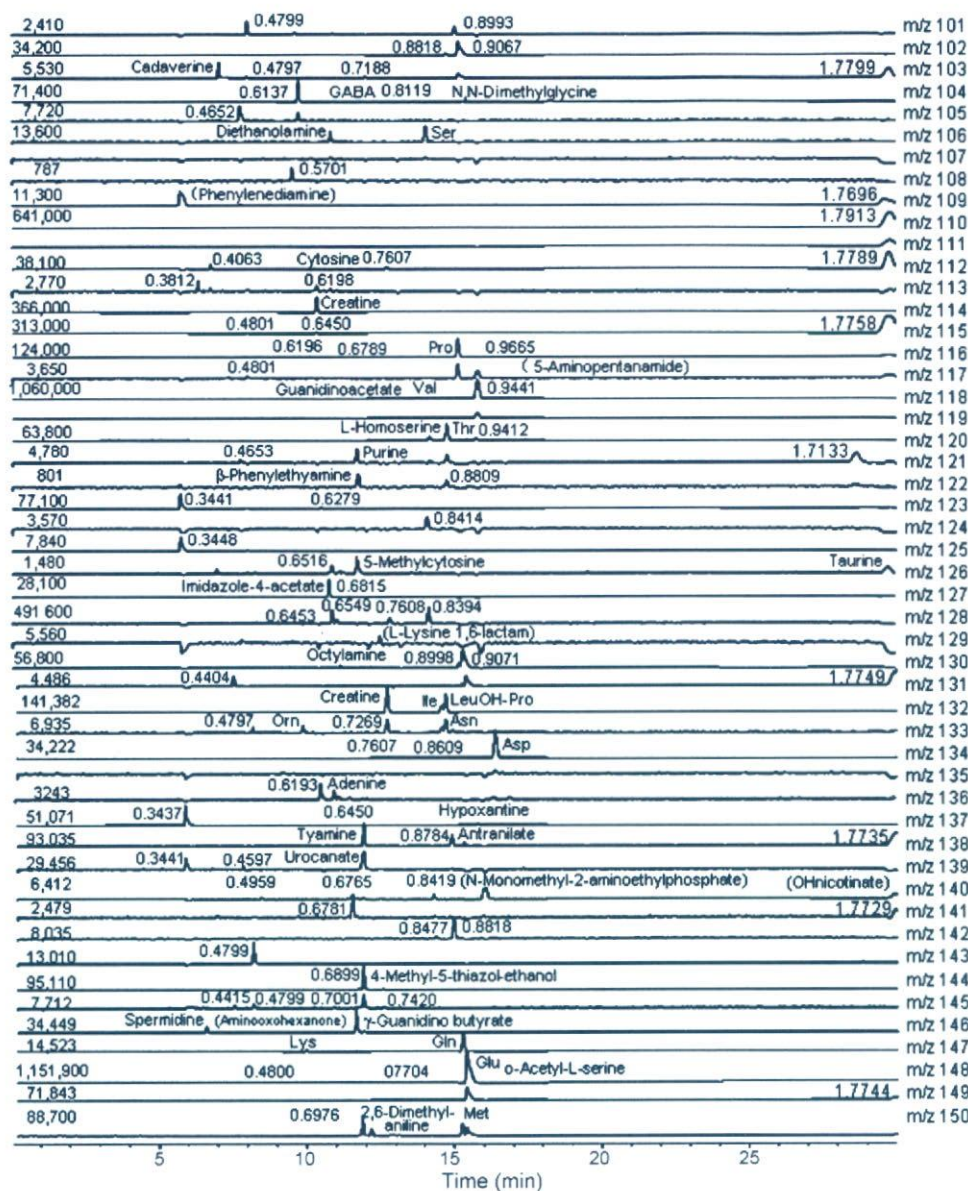 2,410 0.4799 0.8993 m/z 101
34,200 0.8818 0.9067 m/z 102
5,530 Cadaverine 0.4797 0.7188 1.7799 m/z 103
71,400 0.6137 GABA 0.8119 N,N-Dimethylglycine m/z 104
7,720 0.4652 m/z 105
13,600 Diethanolamine Ser m/z 106
m/z 107
787 0.5701 m/z 108
11,300 (Phenylenediamine) 1.7696 m/z 109
641,000 1.7913 m/z 110
m/z 111
38,100 0.4063 Cytosine 0.7607 1.7789 m/z 112
2,770 0.3812 0.6198 m/z 113
366,000 Creatine m/z 114
313,000 0.4801 0.6450 1.7758 m/z 115
124,000 0.6196 0.6789 Pro 0.9665 m/z 116
3,650 0.4801 (5-Aminopentanamide) m/z 117
1,060,000 Guanidinoacetate Val 0.9441 m/z 118
m/z 119
63,800 L-Homoserine Thr 0.9412 m/z 120
4,780 0.4653 Purine 1.7133 m/z 121
801 β-Phenylethyamine 0.8809 m/z 122
77,100 0.3441 0.6279 m/z 123
3,570 0.8414 m/z 124
7,840 0.3448 m/z 125
1,480 0.6516 5-Methylcytosine Taurine m/z 126
28,100 Imidazole-4-acetate 0.6815 m/z 127
491 600 0.6453 0.6549 0.7608 0.8394 m/z 128
5,560 (L-Lysine 1,6-lactam) m/z 129
56,800 Octylamine 0.8998 0.9071 m/z 130
4.486 0.4404 1.7749 m/z 131
141,382 Creatine Ile LeuOH-Pro m/z 132
6,935 0.4797 Orn 0.7269 Asn m/z 133
34,222 0.7607 0.8609 Asp m/z 134
m/z 135
3243 0.6193 Adenine m/z 136
51,071 0.3437 0.6450 Hypoxantine m/z 137
93.035 Tyamine 0.8784 Antranilate 1.7735 m/z 138
29,456 0.3441 0.4597 Urocanate m/z 139
6,412 0.4959 0.6765 0.8419 (N-Monomethyl-2-aminoethylphosphate) (OHnicotinate) m/z 140
2,479 0.6781 1.7729 m/z 141
8,035 0.8477 0.8818 m/z 142
13.010 0.4799 m/z 143
95,110 0.6899 4-Methyl-5-thiazol-ethanol m/z 144
7,712 0.4415 0.4799 0.7001 0.7420 m/z 145
34,449 Spermidine (Aminooxohexanone) γ-Guanidino butyrate m/z 146
14,523 Lys Gln m/z 147
1,151,900 0.4800 07704 Glu o-Acetyl-L-serine m/z 148
71,843 1.7744 m/z 149
88,700 0.6976 2,6-Dimethyl-aniline Met m/z 150
5 10 15 20 25
Time (min)